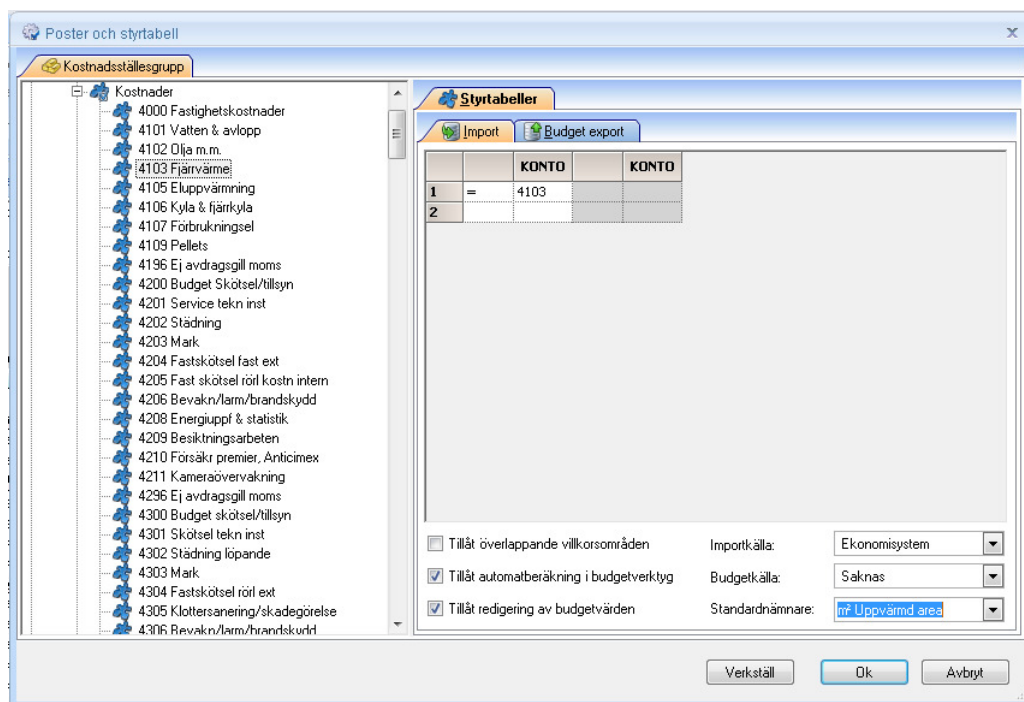 Poster och styrtabell
Kostnadsställesgrupp
Kostnader
4000 Fastighetskostnader
4101 Vatten & avlopp
4102 Olja m.m.
4103 Fjärrvärme
4105 Eluppvärmning
4106 Kyla & fjärrkyla
4107 Förbrukningsel
4109 Pellets
4196 Ej avdragsgill moms
4200 Budget Skötsel/tillsyn
4201 Service tekn inst
4202 Städning
4203 Mark
4204 Fastskötsel fast ext
4205 Fast skötsel rörl kostn intern
4206 Bevakn/larm/brandskydd
4208 Energiuppf & statistik
4209 Besiktningsarbeten
4210 Försäkr premier, Anticimex
4211 Kameraövervakning
4296 Ej avdragsgill moms
4300 Budget skötsel/tillsyn
4301 Skötsel tekn inst
4302 Städning löpande
4303 Mark
4304 Fastskötsel rörl ext
4305 Klottersanering/skadegörelse
4306 Bevakn/larm/brandskydd
Styrtabeller
Import Budget export
KONTO KONTO
1 = 4103
2
Tillåt överlappande villkorsområden
Tillåt automatberäkning i budgetverktyg
Tillåt redigering av budgetvärden
Importkälla: Ekonomisystem
Budgetkälla: Saknas
Standardnämnare: m² Uppvärmd area
Verkställ Ok Avbryt